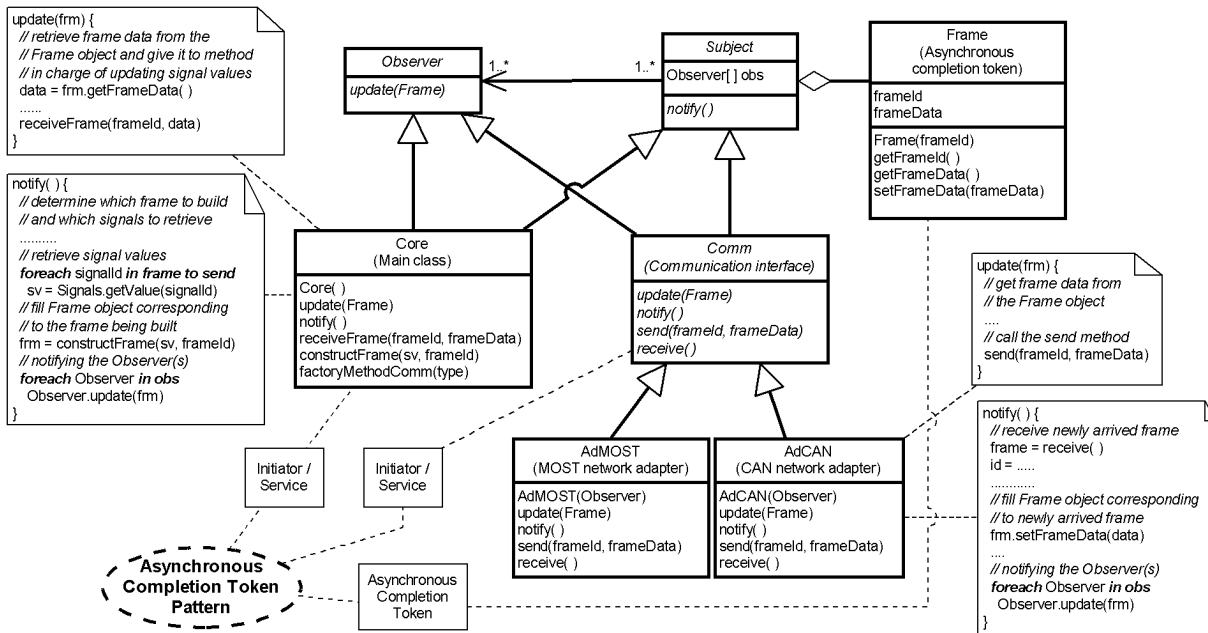 update(frm) {
// retrieve frame data from the
// Frame object and give it to method
// in charge of updating signal values
data = frm.getFrameData( )
......
receiveFrame(frameId, data)
}
Observer
update(Frame)
1..*
1..*
Subject
Observer[ ] obs
notify( )
Frame
(Asynchronous
completion token)
frameId
frameData
Frame(frameId)
getFrameId( )
getFrameData( )
setFrameData(frameData)
notify( ) {
// determine which frame to build
// and which signals to retrieve
..........
// retrieve signal values
foreach signalId in frame to send
sv = Signals.getValue(signalId)
// fill Frame object corresponding
// to the frame being built
frm = constructFrame(sv, frameId)
// notifying the Observer(s)
foreach Observer in obs
Observer.update(frm)
}
Core
(Main class)
Core( )
update(Frame)
notify( )
receiveFrame(frameId, frameData)
constructFrame(sv, frameId)
factoryMethodComm(type)
Comm
(Communication interface)
update(Frame)
notify( )
send(frameId, frameData)
receive( )
update(frm) {
// get frame data from
// the Frame object
....
// call the send method
send(frameId, frameData)
}
AdMOST
(MOST network adapter)
AdMOST(Observer)
update(Frame)
notify( )
send(frameId, frameData)
receive( )
AdCAN
(CAN network adapter)
AdCAN(Observer)
update(Frame)
notify( )
send(frameId, frameData)
receive( )
notify( ) {
// receive newly arrived frame
frame = receive( )
id = .....
............
// fill Frame object corresponding
// to newly arrived frame
frm.setFrameData(data)
....
// notifying the Observer(s)
foreach Observer in obs
Observer.update(frm)
}
Initiator /
Service
Initiator /
Service
Asynchronous
Completion Token
Pattern
Asynchronous
Completion
Token